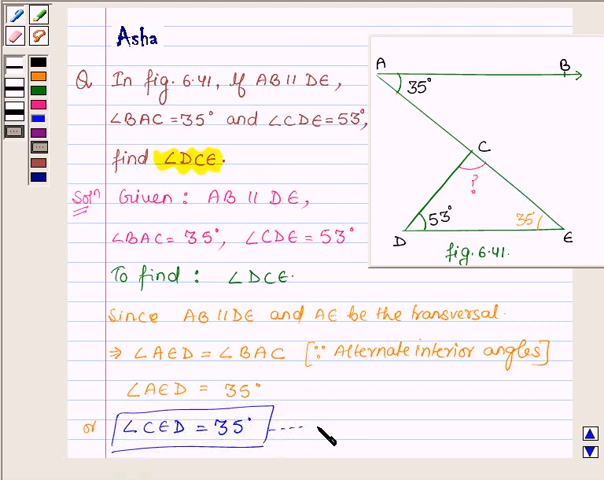 Asha
Q In fig. 6.41, If AB || DE,
∠BAC = 35° and ∠CDE = 53°,
find ∠DCE.
Soln Given : AB || DE,
∠BAC = 35°, ∠CDE = 53°
To find : ∠DCE.
Since AB || DE and AE be the transversal.
⇒ ∠AED = ∠BAC [∵ Alternate interior angles]
∠AED = 35°
or ∠CED = 35° ----
A B
35°
C
?
53° 35°
D E
fig. 6.41.